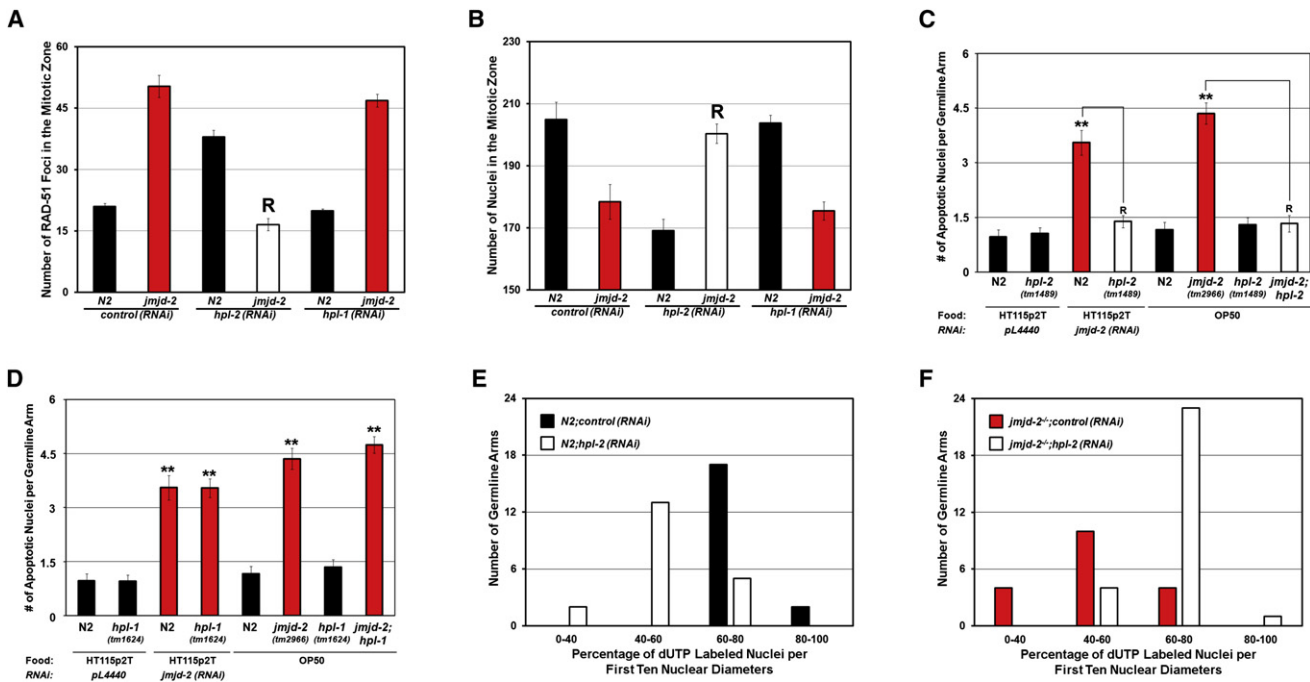 A
Number of RAD-51 Foci in the Mitotic Zone
60
45
30
15
0
R
N2 jmjd-2 N2 jmjd-2 N2 jmjd-2
control (RNAi) hpl-2 (RNAi) hpl-1 (RNAi)
B
Number of Nuclei in the Mitotic Zone
230
210
190
170
150
R
N2 jmjd-2 N2 jmjd-2 N2 jmjd-2
control (RNAi) hpl-2 (RNAi) hpl-1 (RNAi)
C
# of Apoptotic Nuclei per Germline Arm
6
4.5
3
1.5
0
** R ** R
N2 hpl-2 N2 hpl-2 N2 jmjd-2 hpl-2 jmjd-2;
(tm1489) (tm1489) (tm2966) (tm1489) hpl-2
Food: HT115p2T HT115p2T OP50
RNAi: pL4440 jmjd-2 (RNAi)
D
# of Apoptotic Nuclei per Germline Arm
6
4.5
3
1.5
0
** ** ** **
N2 hpl-1 N2 hpl-1 N2 jmjd-2 hpl-1 jmjd-2;
(tm1624) (tm1624) (tm2966) (tm1624) hpl-1
Food: HT115p2T HT115p2T OP50
RNAi: pL4440 jmjd-2 (RNAi)
E
Number of Germline Arms
24
18
12
6
0
N2;control (RNAi)
N2;hpl-2 (RNAi)
0-40 40-60 60-80 80-100
Percentage of dUTP Labeled Nuclei per
First Ten Nuclear Diameters
F
Number of Germline Arms
24
18
12
6
0
jmjd-2-/-;control (RNAi)
jmjd-2-/-;hpl-2 (RNAi)
0-40 40-60 60-80 80-100
Percentage of dUTP Labeled Nuclei per
First Ten Nuclear Diameters